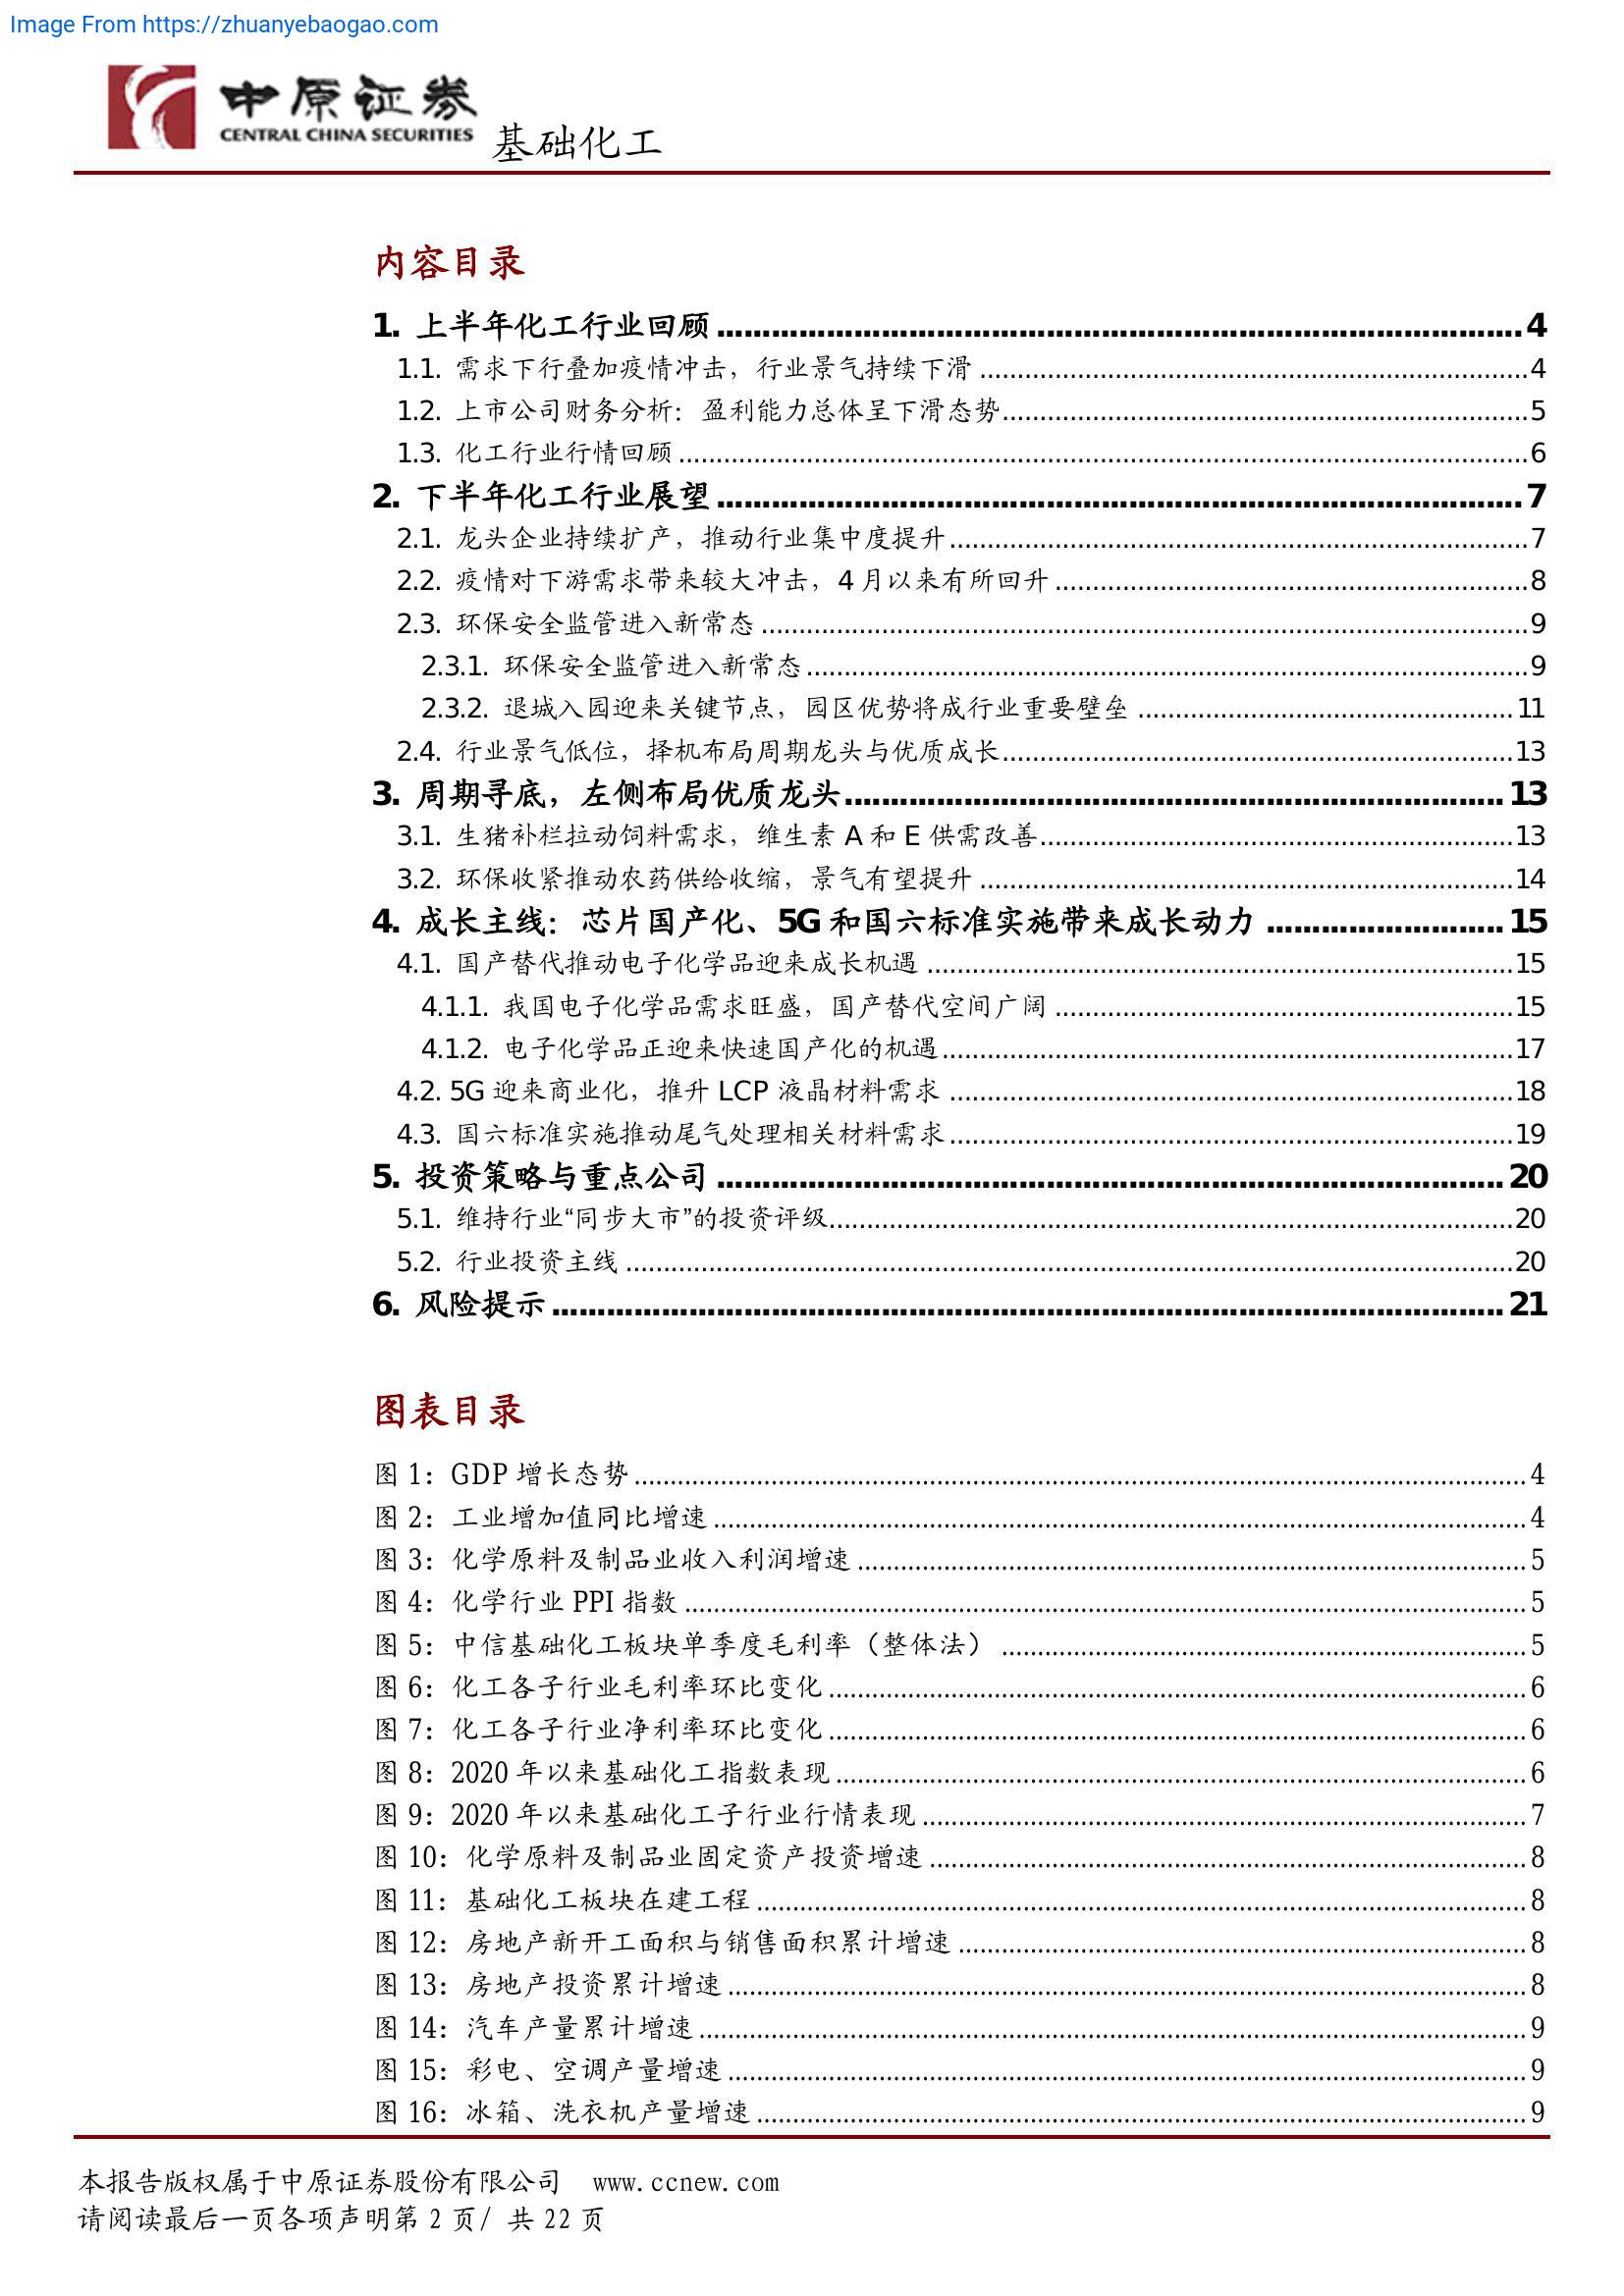 Image From https://zhuanyebaogao.com
中原证券
CENTRAL CHINA SECURITIES
基础化工
内容目录
1. 上半年化工行业回顾 4
1.1. 需求下行叠加疫情冲击，行业景气持续下滑 4
1.2. 上市公司财务分析：盈利能力总体呈下滑态势 5
1.3. 化工行业行情回顾 6
2. 下半年化工行业展望 7
2.1. 龙头企业持续扩产，推动行业集中度提升 7
2.2. 疫情对下游需求带来较大冲击，4 月以来有所回升 8
2.3. 环保安全监管进入新常态 9
2.3.1. 环保安全监管进入新常态 9
2.3.2. 退城入园迎来关键节点，园区优势将成行业重要壁垒 11
2.4. 行业景气低位，择机布局周期龙头与优质成长 13
3. 周期寻底，左侧布局优质龙头 13
3.1. 生猪补栏拉动饲料需求，维生素 A 和 E 供需改善 13
3.2. 环保收紧推动农药供给收缩，景气有望提升 14
4. 成长主线：芯片国产化、5G 和国六标准实施带来成长动力 15
4.1. 国产替代推动电子化学品迎来成长机遇 15
4.1.1. 我国电子化学品需求旺盛，国产替代空间广阔 15
4.1.2. 电子化学品正迎来快速国产化的机遇 17
4.2. 5G 迎来商业化，推升 LCP 液晶材料需求 18
4.3. 国六标准实施推动尾气处理相关材料需求 19
5. 投资策略与重点公司 20
5.1. 维持行业“同步大市”的投资评级 20
5.2. 行业投资主线 20
6. 风险提示 21
图表目录
图 1：GDP 增长态势 4
图 2：工业增加值同比增速 4
图 3：化学原料及制品业收入利润增速 5
图 4：化学行业 PPI 指数 5
图 5：中信基础化工板块单季度毛利率（整体法） 5
图 6：化工各子行业毛利率环比变化 6
图 7：化工各子行业净利率环比变化 6
图 8：2020 年以来基础化工指数表现 6
图 9：2020 年以来基础化工子行业行情表现 7
图 10：化学原料及制品业固定资产投资增速 8
图 11：基础化工板块在建工程 8
图 12：房地产新开工面积与销售面积累计增速 8
图 13：房地产投资累计增速 8
图 14：汽车产量累计增速 9
图 15：彩电、空调产量增速 9
图 16：冰箱、洗衣机产量增速 9
本报告版权属于中原证券股份有限公司 www.ccnew.com
请阅读最后一页各项声明第 2 页/ 共 22 页